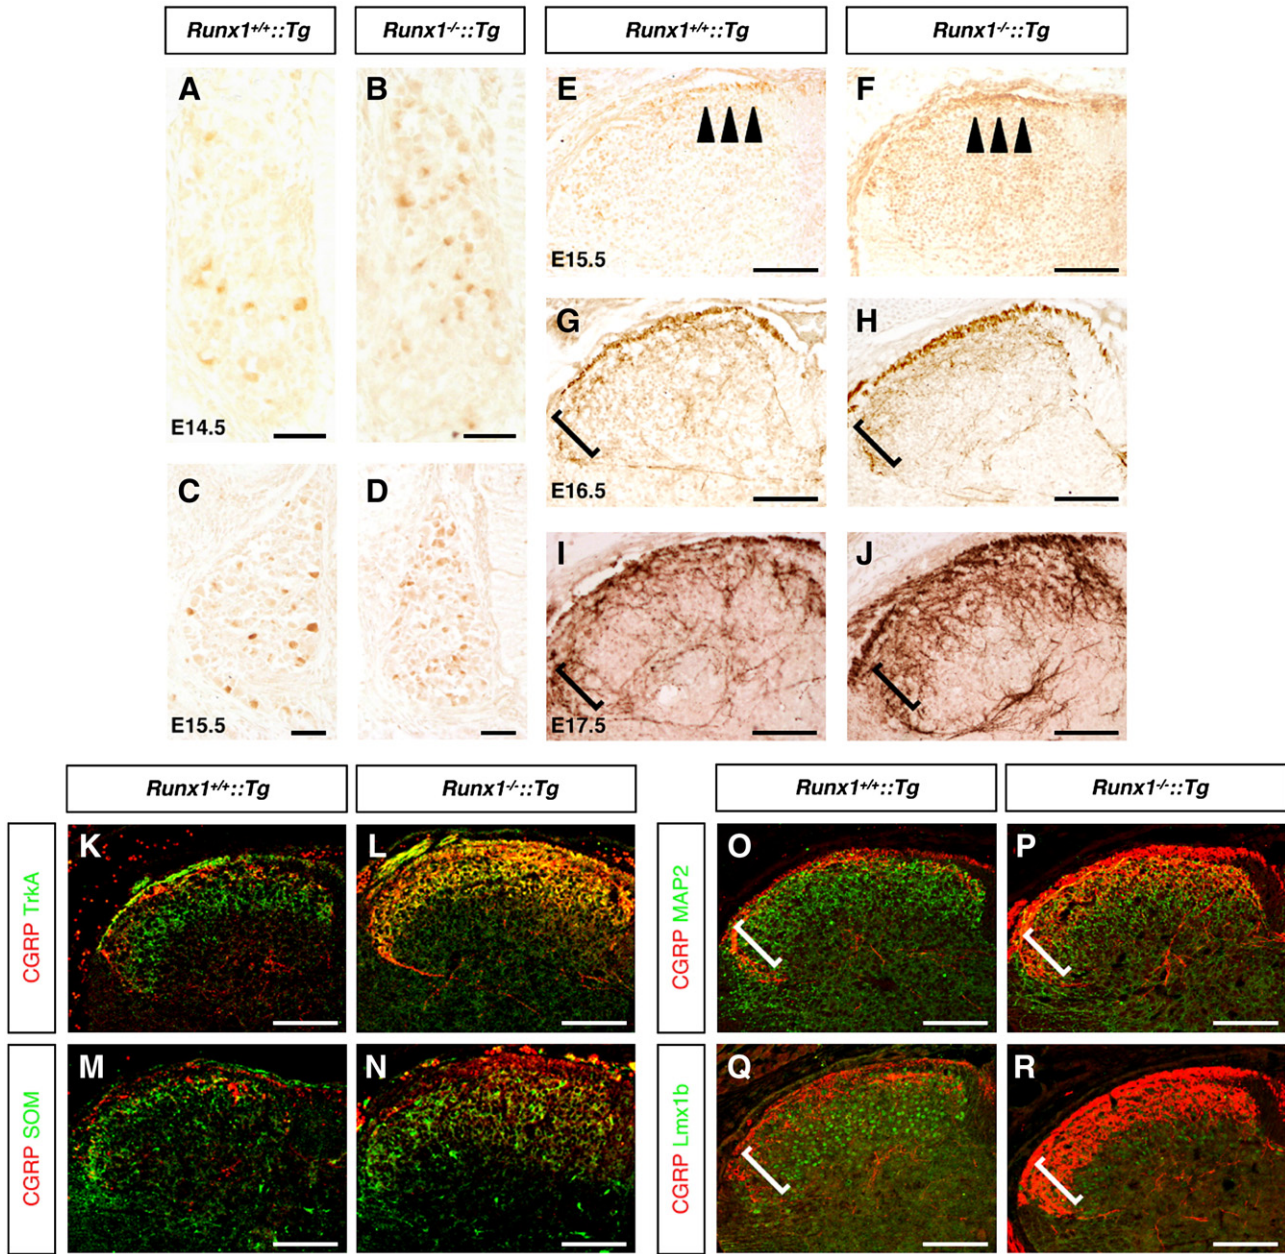 Runx1+/+::Tg
Runx1-/-::Tg
Runx1+/+::Tg
Runx1-/-::Tg
A
B
E
F
E14.5
E15.5
G
H
C
D
E16.5
I
J
E15.5
E17.5
Runx1+/+::Tg
Runx1-/-::Tg
Runx1+/+::Tg
Runx1-/-::Tg
CGRP TrkA
K
L
CGRP MAP2
O
P
CGRP SOM
M
N
CGRP Lmx1b
Q
R